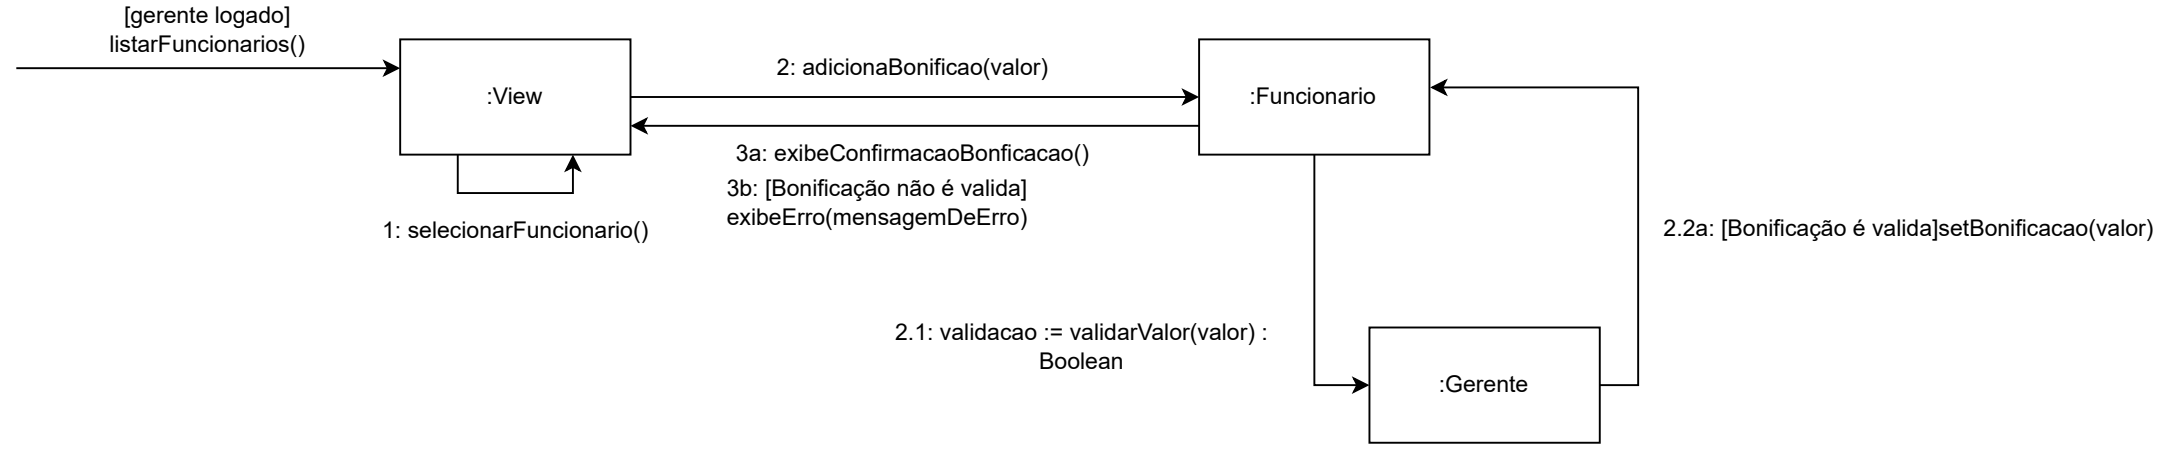 [gerente logado]
listarFuncionarios()
:View
2: adicionaBonificao(valor)
:Funcionario
3a: exibeConfirmacaoBonficacao()
3b: [Bonificação não é valida]
exibeErro(mensagemDeErro)
1: selecionarFuncionario()
2.2a: [Bonificação é valida]setBonificacao(valor)
2.1: validacao := validarValor(valor) :
Boolean
:Gerente